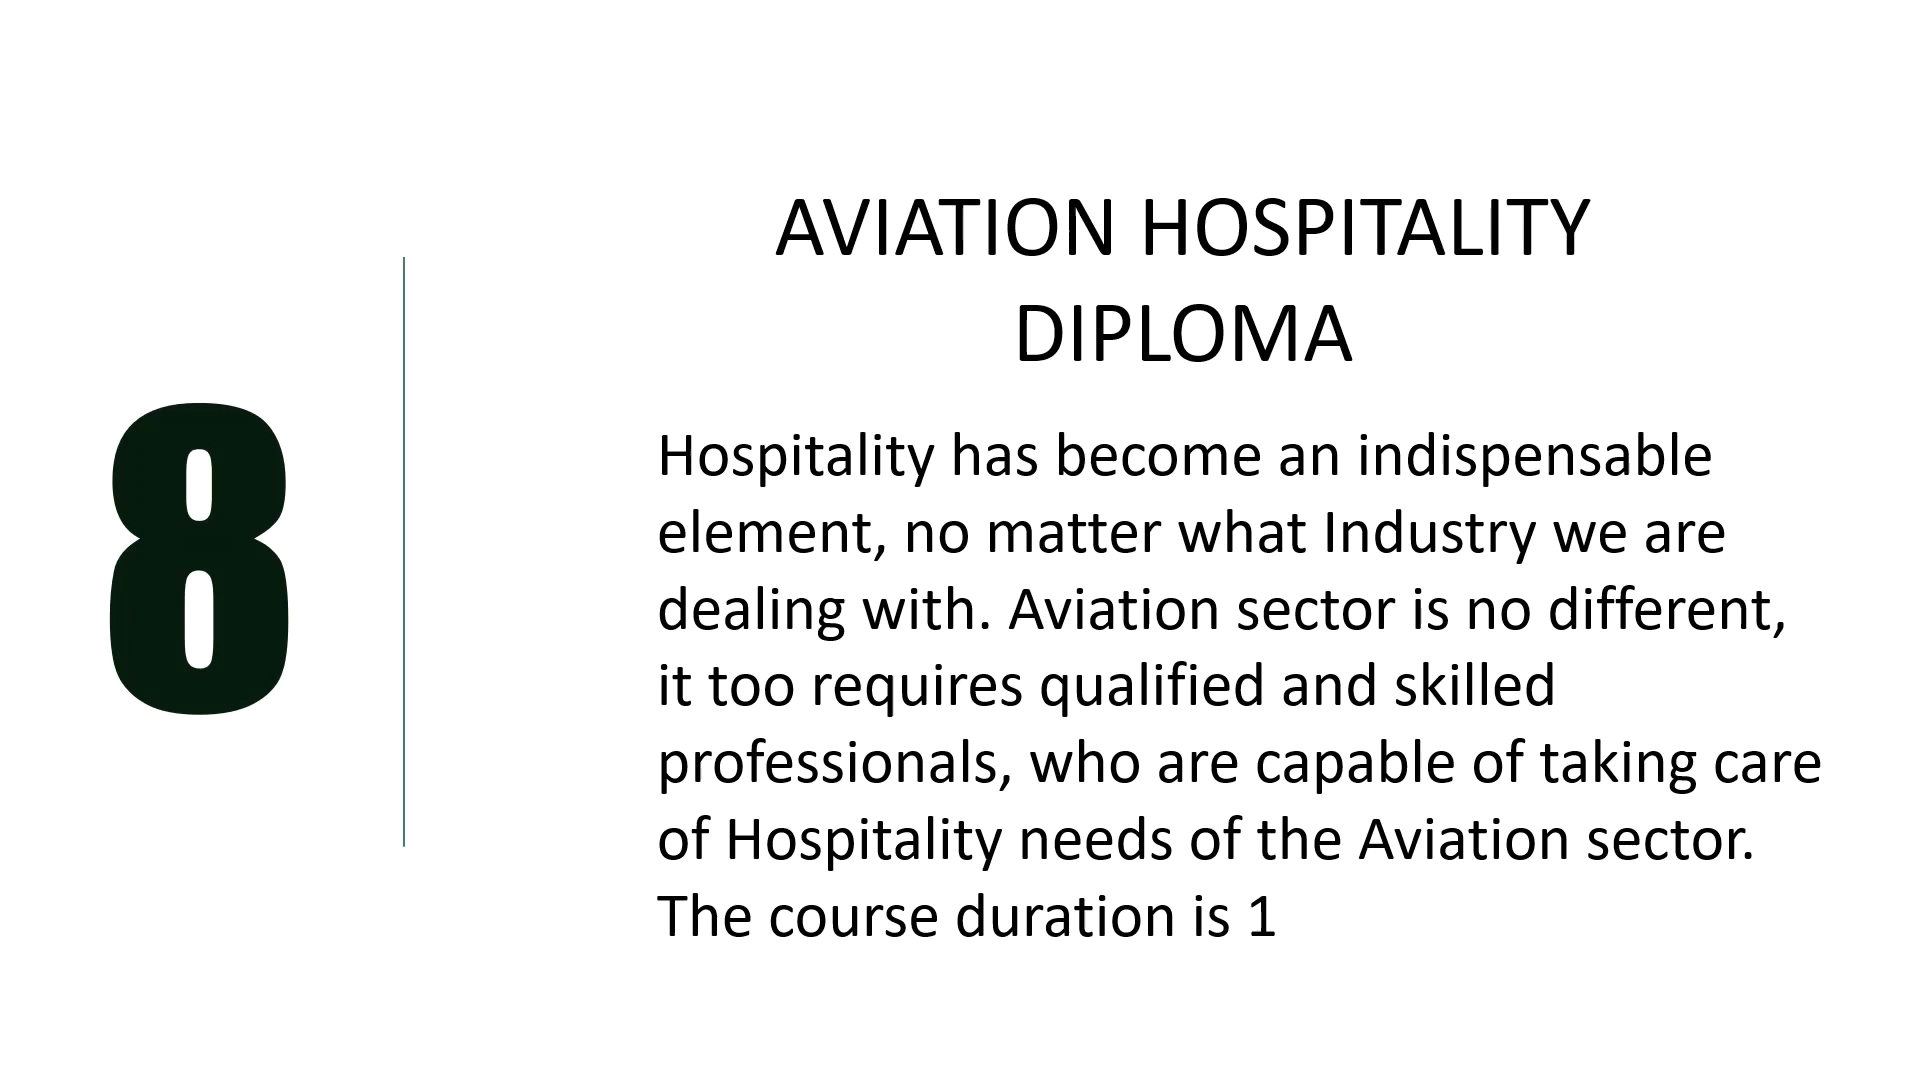 8
AVIATION HOSPITALITY
DIPLOMA
Hospitality has become an indispensable
element, no matter what Industry we are
dealing with. Aviation sector is no different,
it too requires qualified and skilled
professionals, who are capable of taking care
of Hospitality needs of the Aviation sector.
The course duration is 1